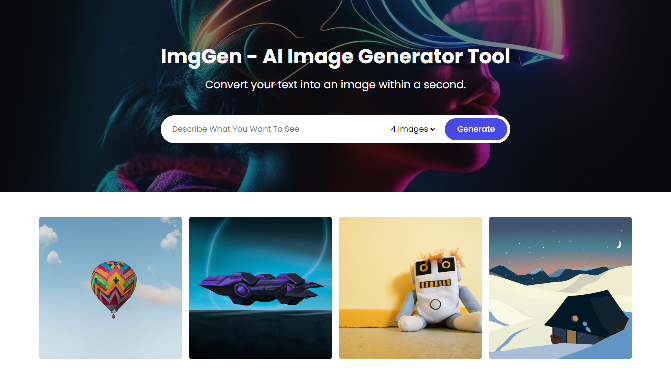 ImgGen - AI Image Generator Tool
Convert your text into an image within a second.
Describe What You Want To See
4 Images
Generate